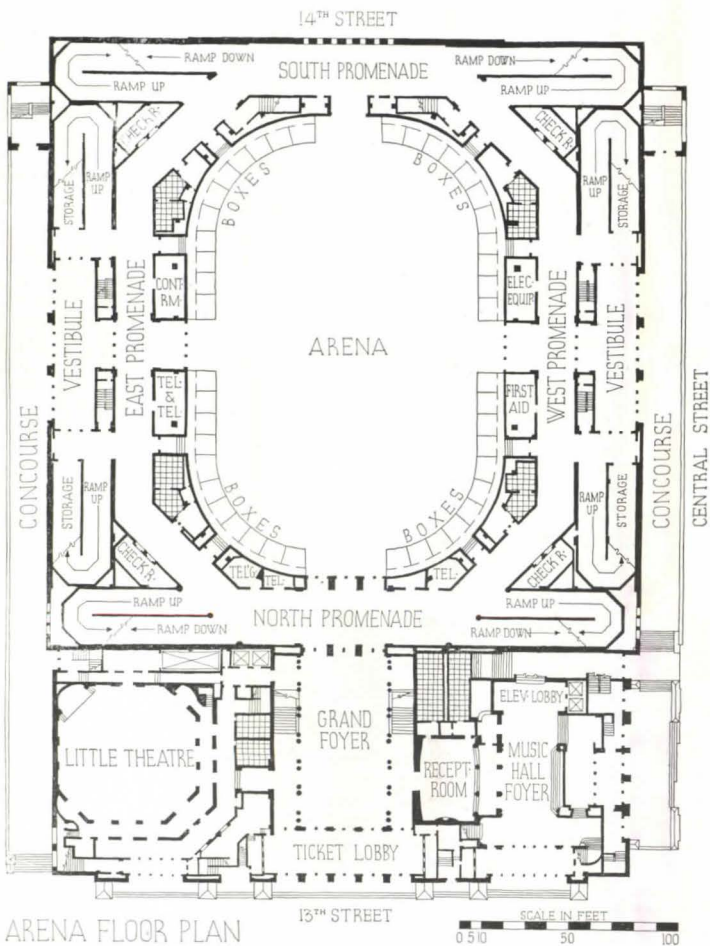 14TH STREET
RAMP DOWN
RAMP DOWN
SOUTH PROMENADE
RAMP UP
RAMP UP
CHECK R·
CHECK R·
BOXES
BOXES
STORAGE
RAMP UP
RAMP UP
STORAGE
CONT·
RM·
ELEC·
EQUIP·
VESTIBULE
EAST PROMENADE
ARENA
WEST PROMENADE
VESTIBULE
TEL·
&
TEL·
FIRST
AID
CONCOURSE
CONCOURSE
CENTRAL STREET
STORAGE
RAMP UP
RAMP UP
STORAGE
BOXES
BOXES
CHECK R·
TEL'G·
TEL·
TEL·
CHECK R·
RAMP UP
RAMP UP
NORTH PROMENADE
RAMP DOWN
RAMP DOWN
ELEV· LOBBY
GRAND
FOYER
LITTLE THEATRE
RECEPT·
ROOM
MUSIC
HALL
FOYER
TICKET LOBBY
13TH STREET
ARENA FLOOR PLAN
SCALE IN FEET
0 5 10 50 100